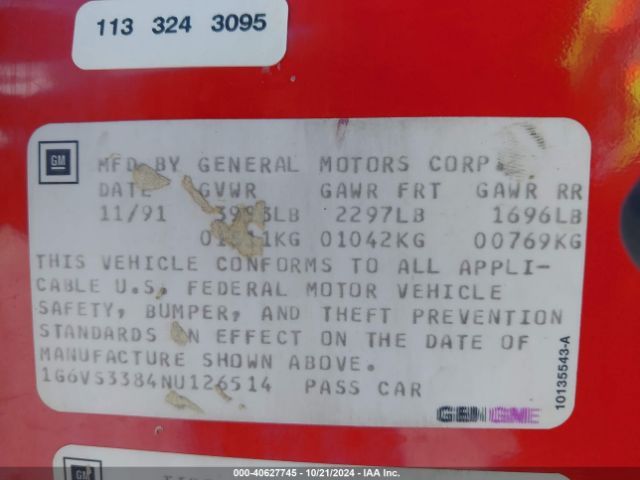 113 324 3095
GM
MFD BY GENERAL MOTORS CORP.
DATE GVWR GAWR FRT GAWR RR
11/91 2297LB 1696LB
01042KG 00769KG
THIS VEHICLE CONFORMS TO ALL APPLI-
CABLE U.S. FEDERAL MOTOR VEHICLE
SAFETY, BUMPER, AND THEFT PREVENTION
STANDARDS IN EFFECT ON THE DATE OF
MANUFACTURE SHOWN ABOVE.
1G6VS3384NU126514 PASS CAR
10135543-A
GM
000-40627745 - 10/21/2024 - IAA Inc.